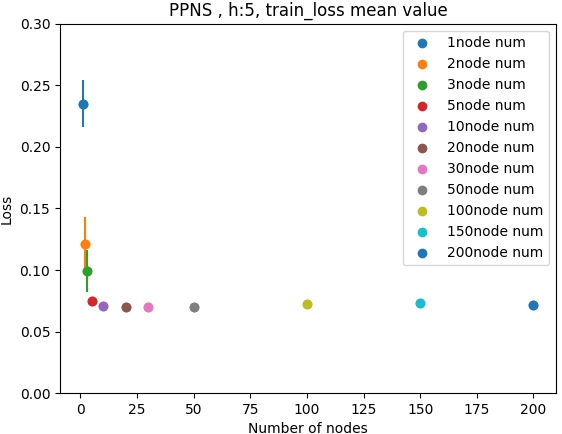 PPNS , h:5, train_loss mean value
0.30
0.25
0.20
0.15
0.10
0.05
0.00
Loss
1node num
2node num
3node num
5node num
10node num
20node num
30node num
50node num
100node num
150node num
200node num
0 25 50 75 100 125 150 175 200
Number of nodes